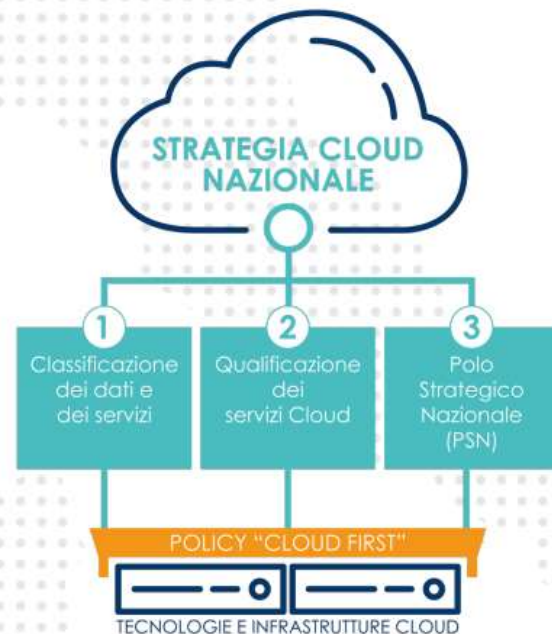 STRATEGIA CLOUD
NAZIONALE
1
Classificazione
dei dati e
dei servizi
2
Qualificazione
dei
servizi Cloud
3
Polo
Strategico
Nazionale
(PSN)
POLICY “CLOUD FIRST”
TECNOLOGIE E INFRASTRUTTURE CLOUD